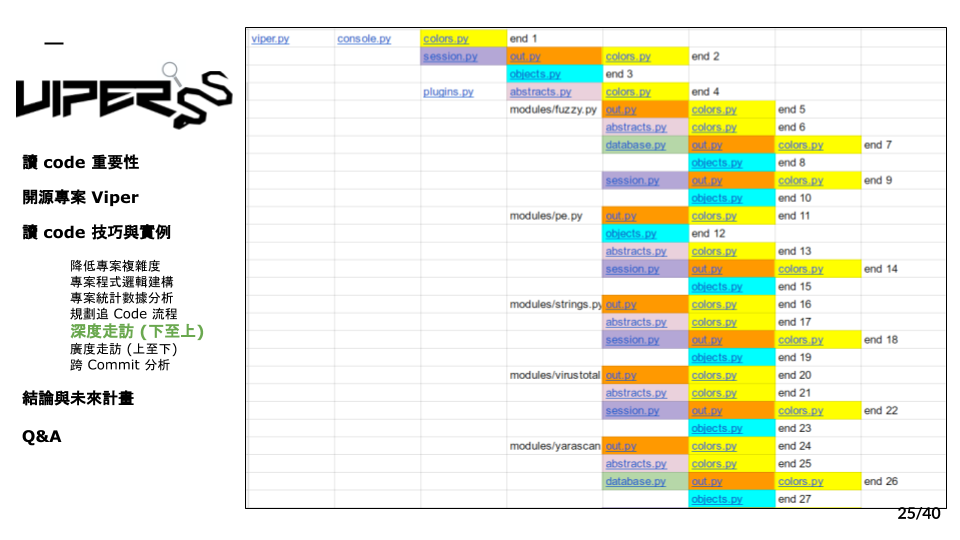 VIPER
讀 code 重要性
開源專案 Viper
讀 code 技巧與實例
降低專案複雜度
專案程式邏輯建構
專案統計數據分析
規劃追 Code 流程
深度走訪 (下至上)
廣度走訪 (上至下)
跨 Commit 分析
結論與未來計畫
Q&A
viper.py console.py colors.py end 1
session.py out.py colors.py end 2
objects.py end 3
plugins.py abstracts.py colors.py end 4
modules/fuzzy.py out.py colors.py end 5
abstracts.py colors.py end 6
database.py out.py colors.py end 7
objects.py end 8
session.py out.py colors.py end 9
objects.py end 10
modules/pe.py out.py colors.py end 11
objects.py end 12
abstracts.py colors.py end 13
session.py out.py colors.py end 14
objects.py end 15
modules/strings.py out.py colors.py end 16
abstracts.py colors.py end 17
session.py out.py colors.py end 18
objects.py end 19
modules/virustotal out.py colors.py end 20
abstracts.py colors.py end 21
session.py out.py colors.py end 22
objects.py end 23
modules/yarascan out.py colors.py end 24
abstracts.py colors.py end 25
database.py out.py colors.py end 26
objects.py end 27
25/40